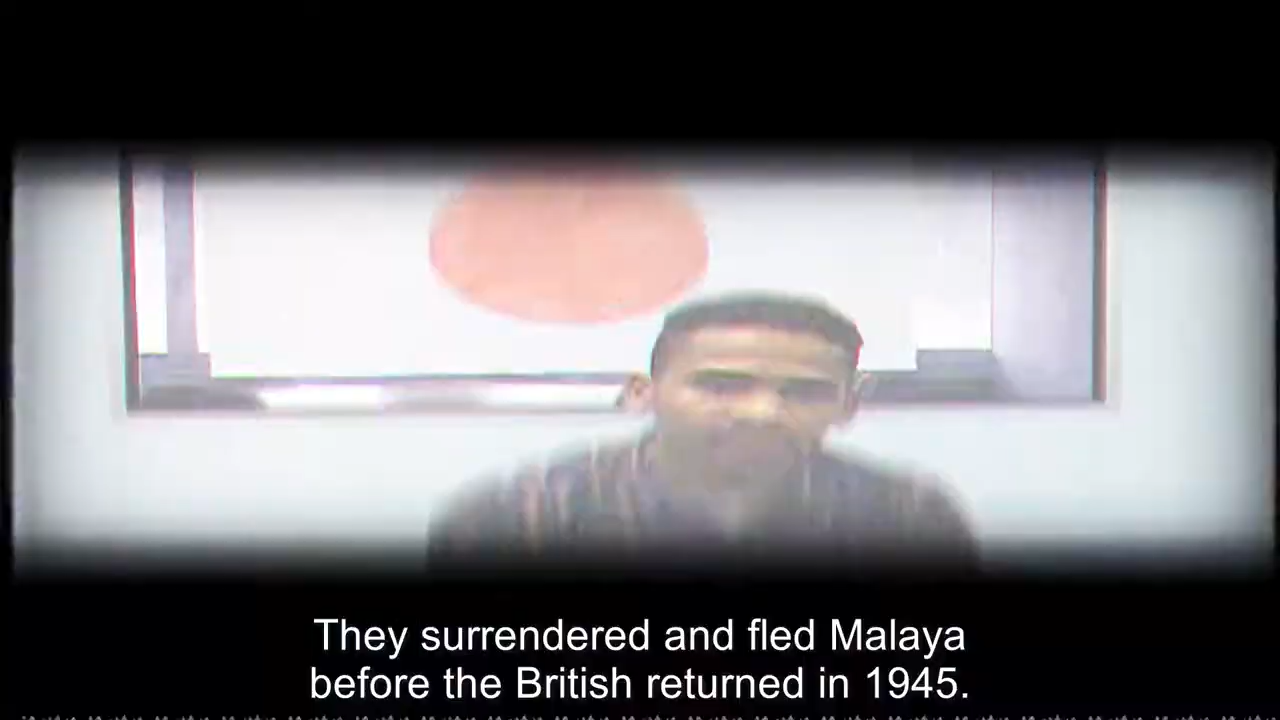 They surrendered and fled Malaya
before the British returned in 1945.